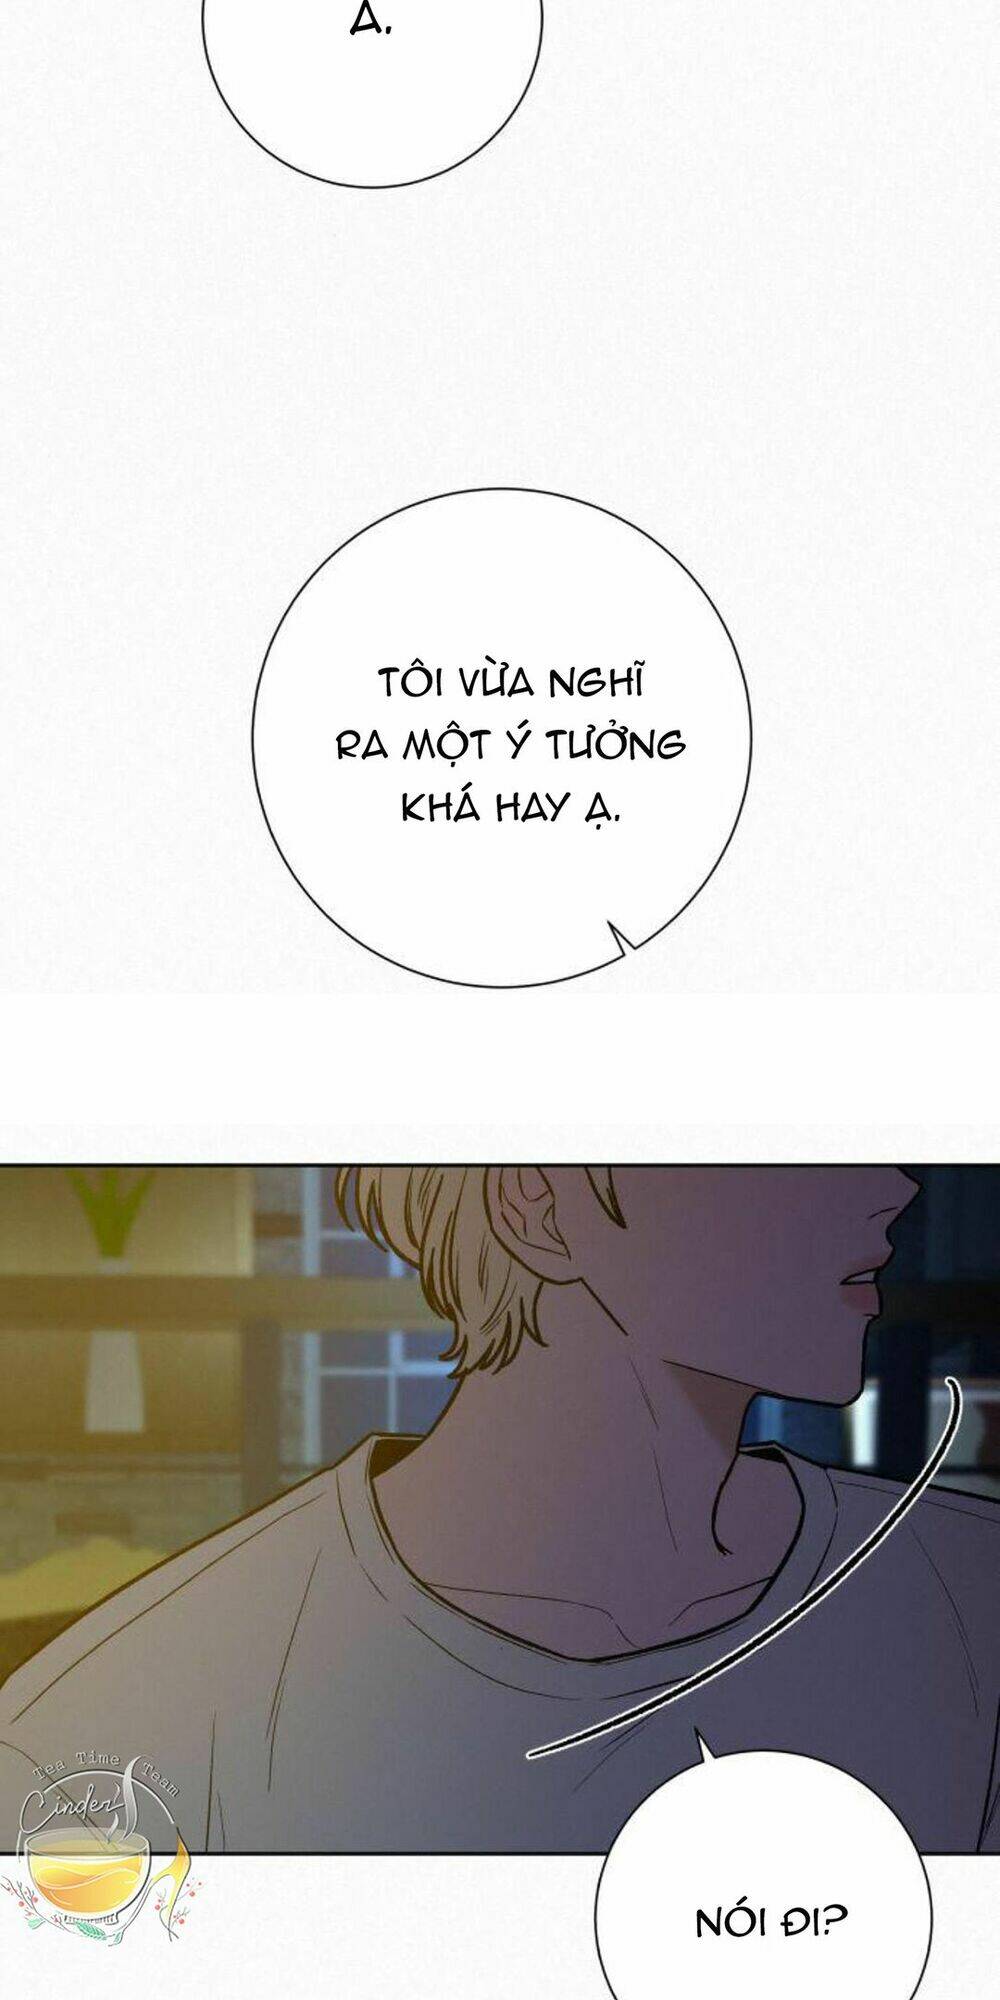 À,
TÔI VỪA NGHĨ
RA MỘT Ý TƯỞNG
KHÁ HAY Ạ.
Tea Time Team
Cinder's
NÓI ĐI?